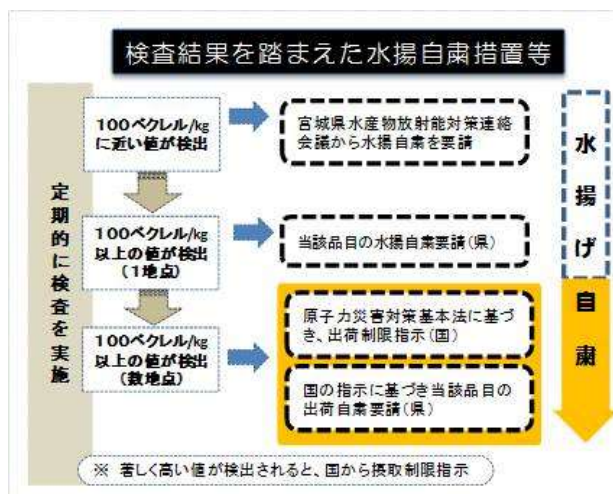 検査結果を踏まえた水揚自粛措置等
定期的に検査を実施
100ベクレル/kg
に近い値が検出
宮城県水産物放射能対策連絡
会議から水揚自粛を要請
100ベクレル/kg
以上の値が検出
(1地点)
当該品目の水揚自粛要請(県)
100ベクレル/kg
以上の値が検出
(数地点)
原子力災害対策基本法に基づ
き、出荷制限指示(国)
国の指示に基づき当該品目の
出荷自粛要請(県)
水揚げ自粛
※ 著しく高い値が検出されると、国から摂取制限指示